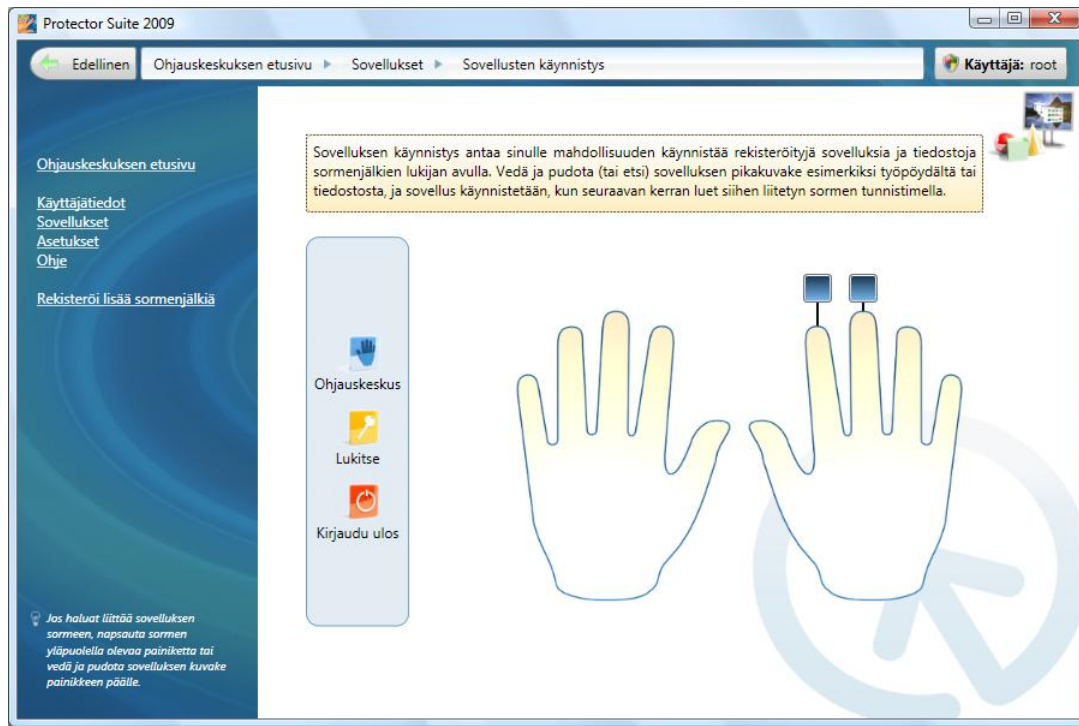 Protector Suite 2009
Edellinen
Ohjauskeskuksen etusivu
Sovellukset
Sovellusten käynnistys
Käyttäjä: root
Ohjauskeskuksen etusivu
Käyttäjätiedot
Sovellukset
Asetukset
Ohje
Rekisteröi lisää sormenjälkiä
Sovelluksen käynnistys antaa sinulle mahdollisuuden käynnistää rekisteröityjä sovelluksia ja tiedostoja
sormenjälkien lukijan avulla. Vedä ja pudota (tai etsi) sovelluksen pikakuvake esimerkiksi työpöydältä tai
tiedostosta, ja sovellus käynnistetään, kun seuraavan kerran luet siihen liitetyn sormen tunnistimella.
Ohjauskeskus
Lukitse
Kirjaudu ulos
Jos haluat liittää sovelluksen
sormeen, napsauta sormen
yläpuolella olevaa painiketta tai
vedä ja pudota sovelluksen kuvake
painikkeen päälle.